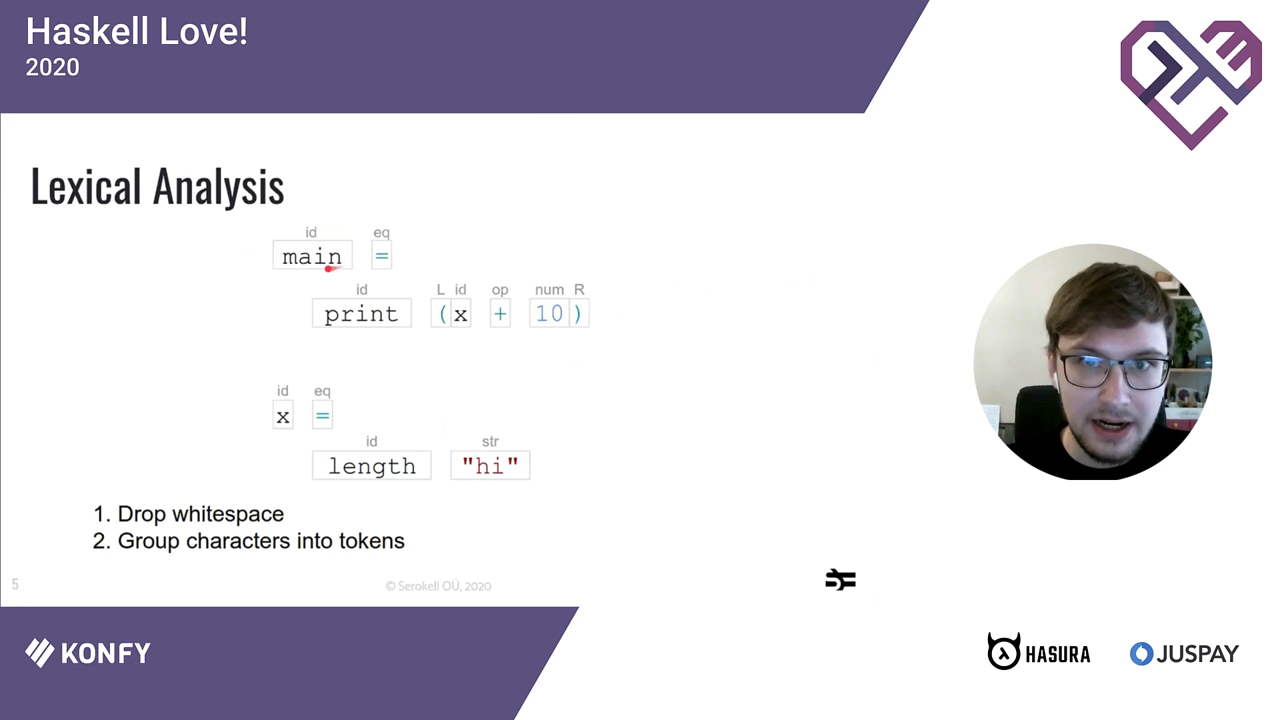 Haskell Love!
2020
Lexical Analysis
id eq
main =
id L id op num R
print ( x + 10 )
id eq
x =
id str
length "hi"
1. Drop whitespace
2. Group characters into tokens
5
© Serokell OÜ, 2020
KONFY
HASURA
JUSPAY